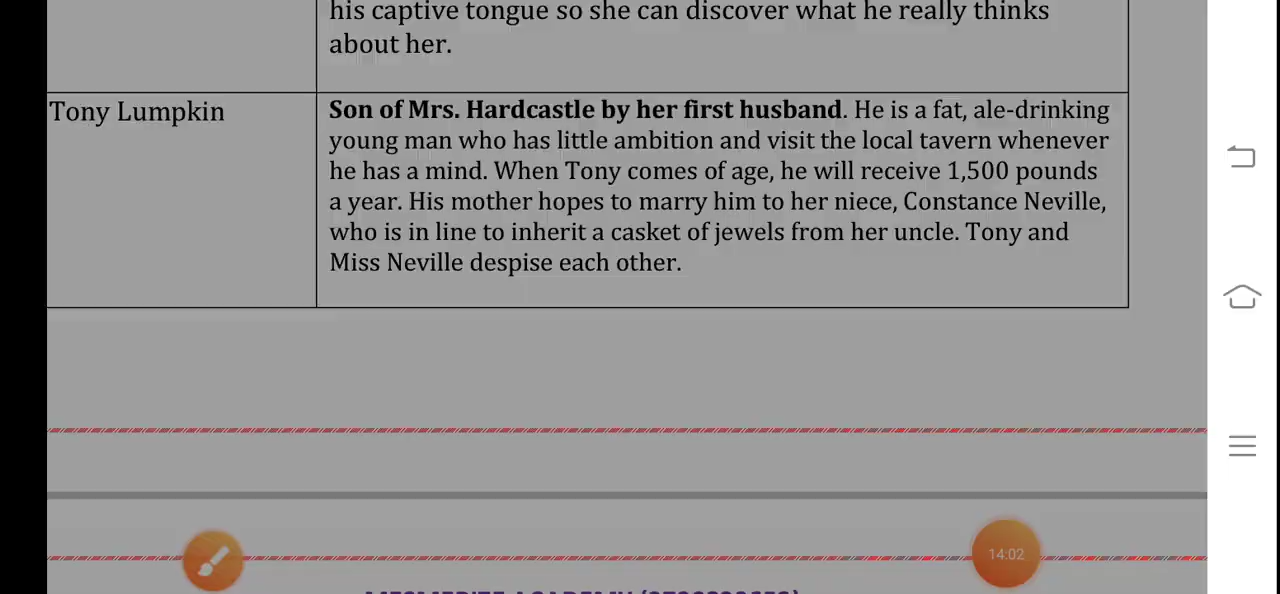 his captive tongue so she can discover what he really thinks
about her.
Tony Lumpkin
Son of Mrs. Hardcastle by her first husband. He is a fat, ale-drinking
young man who has little ambition and visit the local tavern whenever
he has a mind. When Tony comes of age, he will receive 1,500 pounds
a year. His mother hopes to marry him to her niece, Constance Neville,
who is in line to inherit a casket of jewels from her uncle. Tony and
Miss Neville despise each other.
14:02